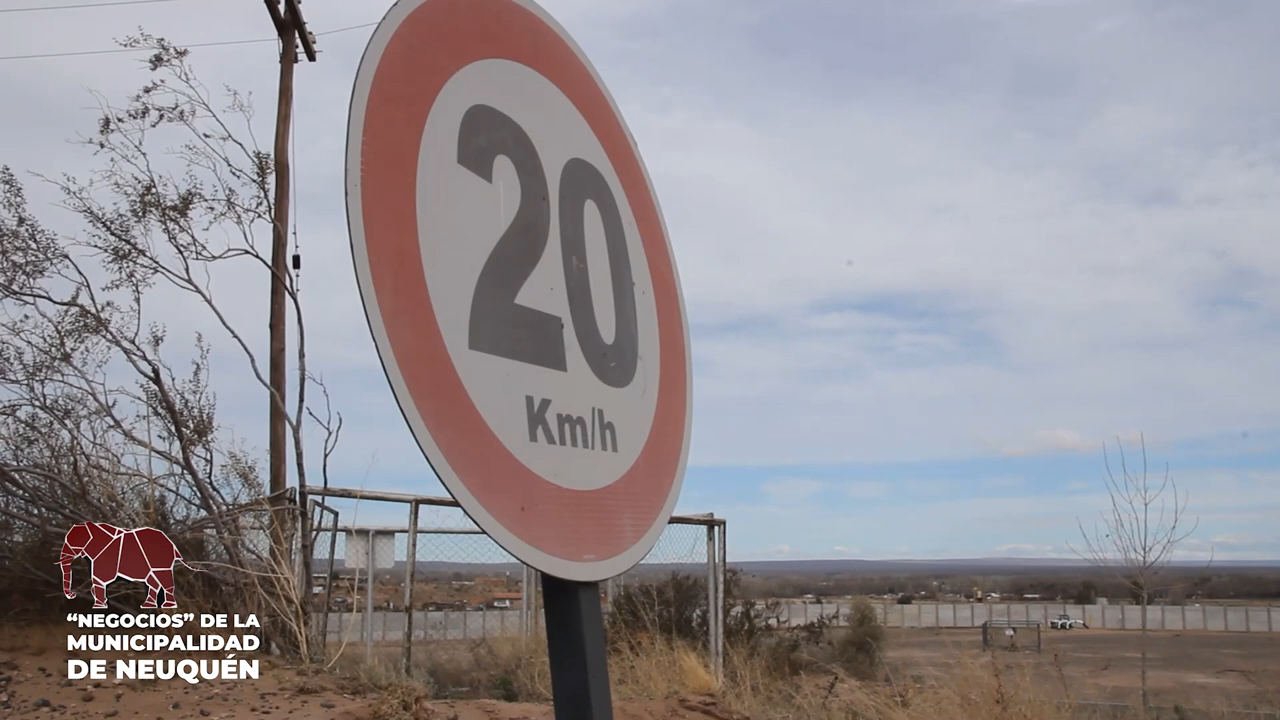 20
Km/h
“NEGOCIOS” DE LA
MUNICIPALIDAD
DE NEUQUÉN